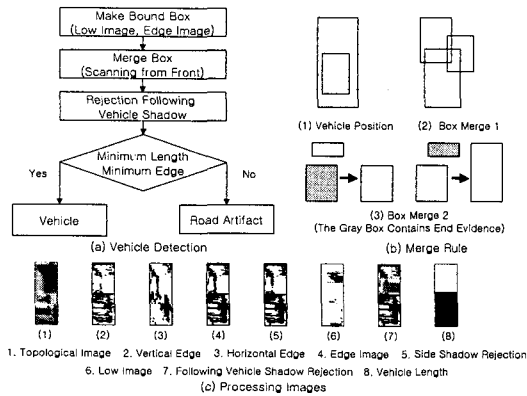 Make Bound Box
(Low Image, Edge Image)
Merge Box
(Scanning from Front)
Rejection Following
Vehicle Shadow
Minimum Length
Minimum Edge
Yes
No
Vehicle
Road Artifact
(a) Vehicle Detection
(1) Vehicle Position
(2) Box Merge 1
(3) Box Merge 2
(The Gray Box Contains End Evidence)
(b) Merge Rule
(1)
(2)
(3)
(4)
(5)
(6)
(7)
(8)
1. Topological Image 2. Vertical Edge 3. Horizontal Edge 4. Edge Image 5. Side Shadow Rejection
6. Low Image 7. Following Vehicle Shadow Rejection 8. Vehicle Length
(c) Processing Images